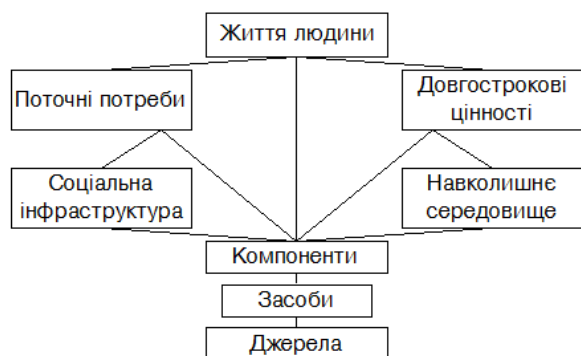 Життя людини
Поточні потреби
Довгострокові
цінності
Соціальна
інфраструктура
Навколишнє
середовище
Компоненти
Засоби
Джерела